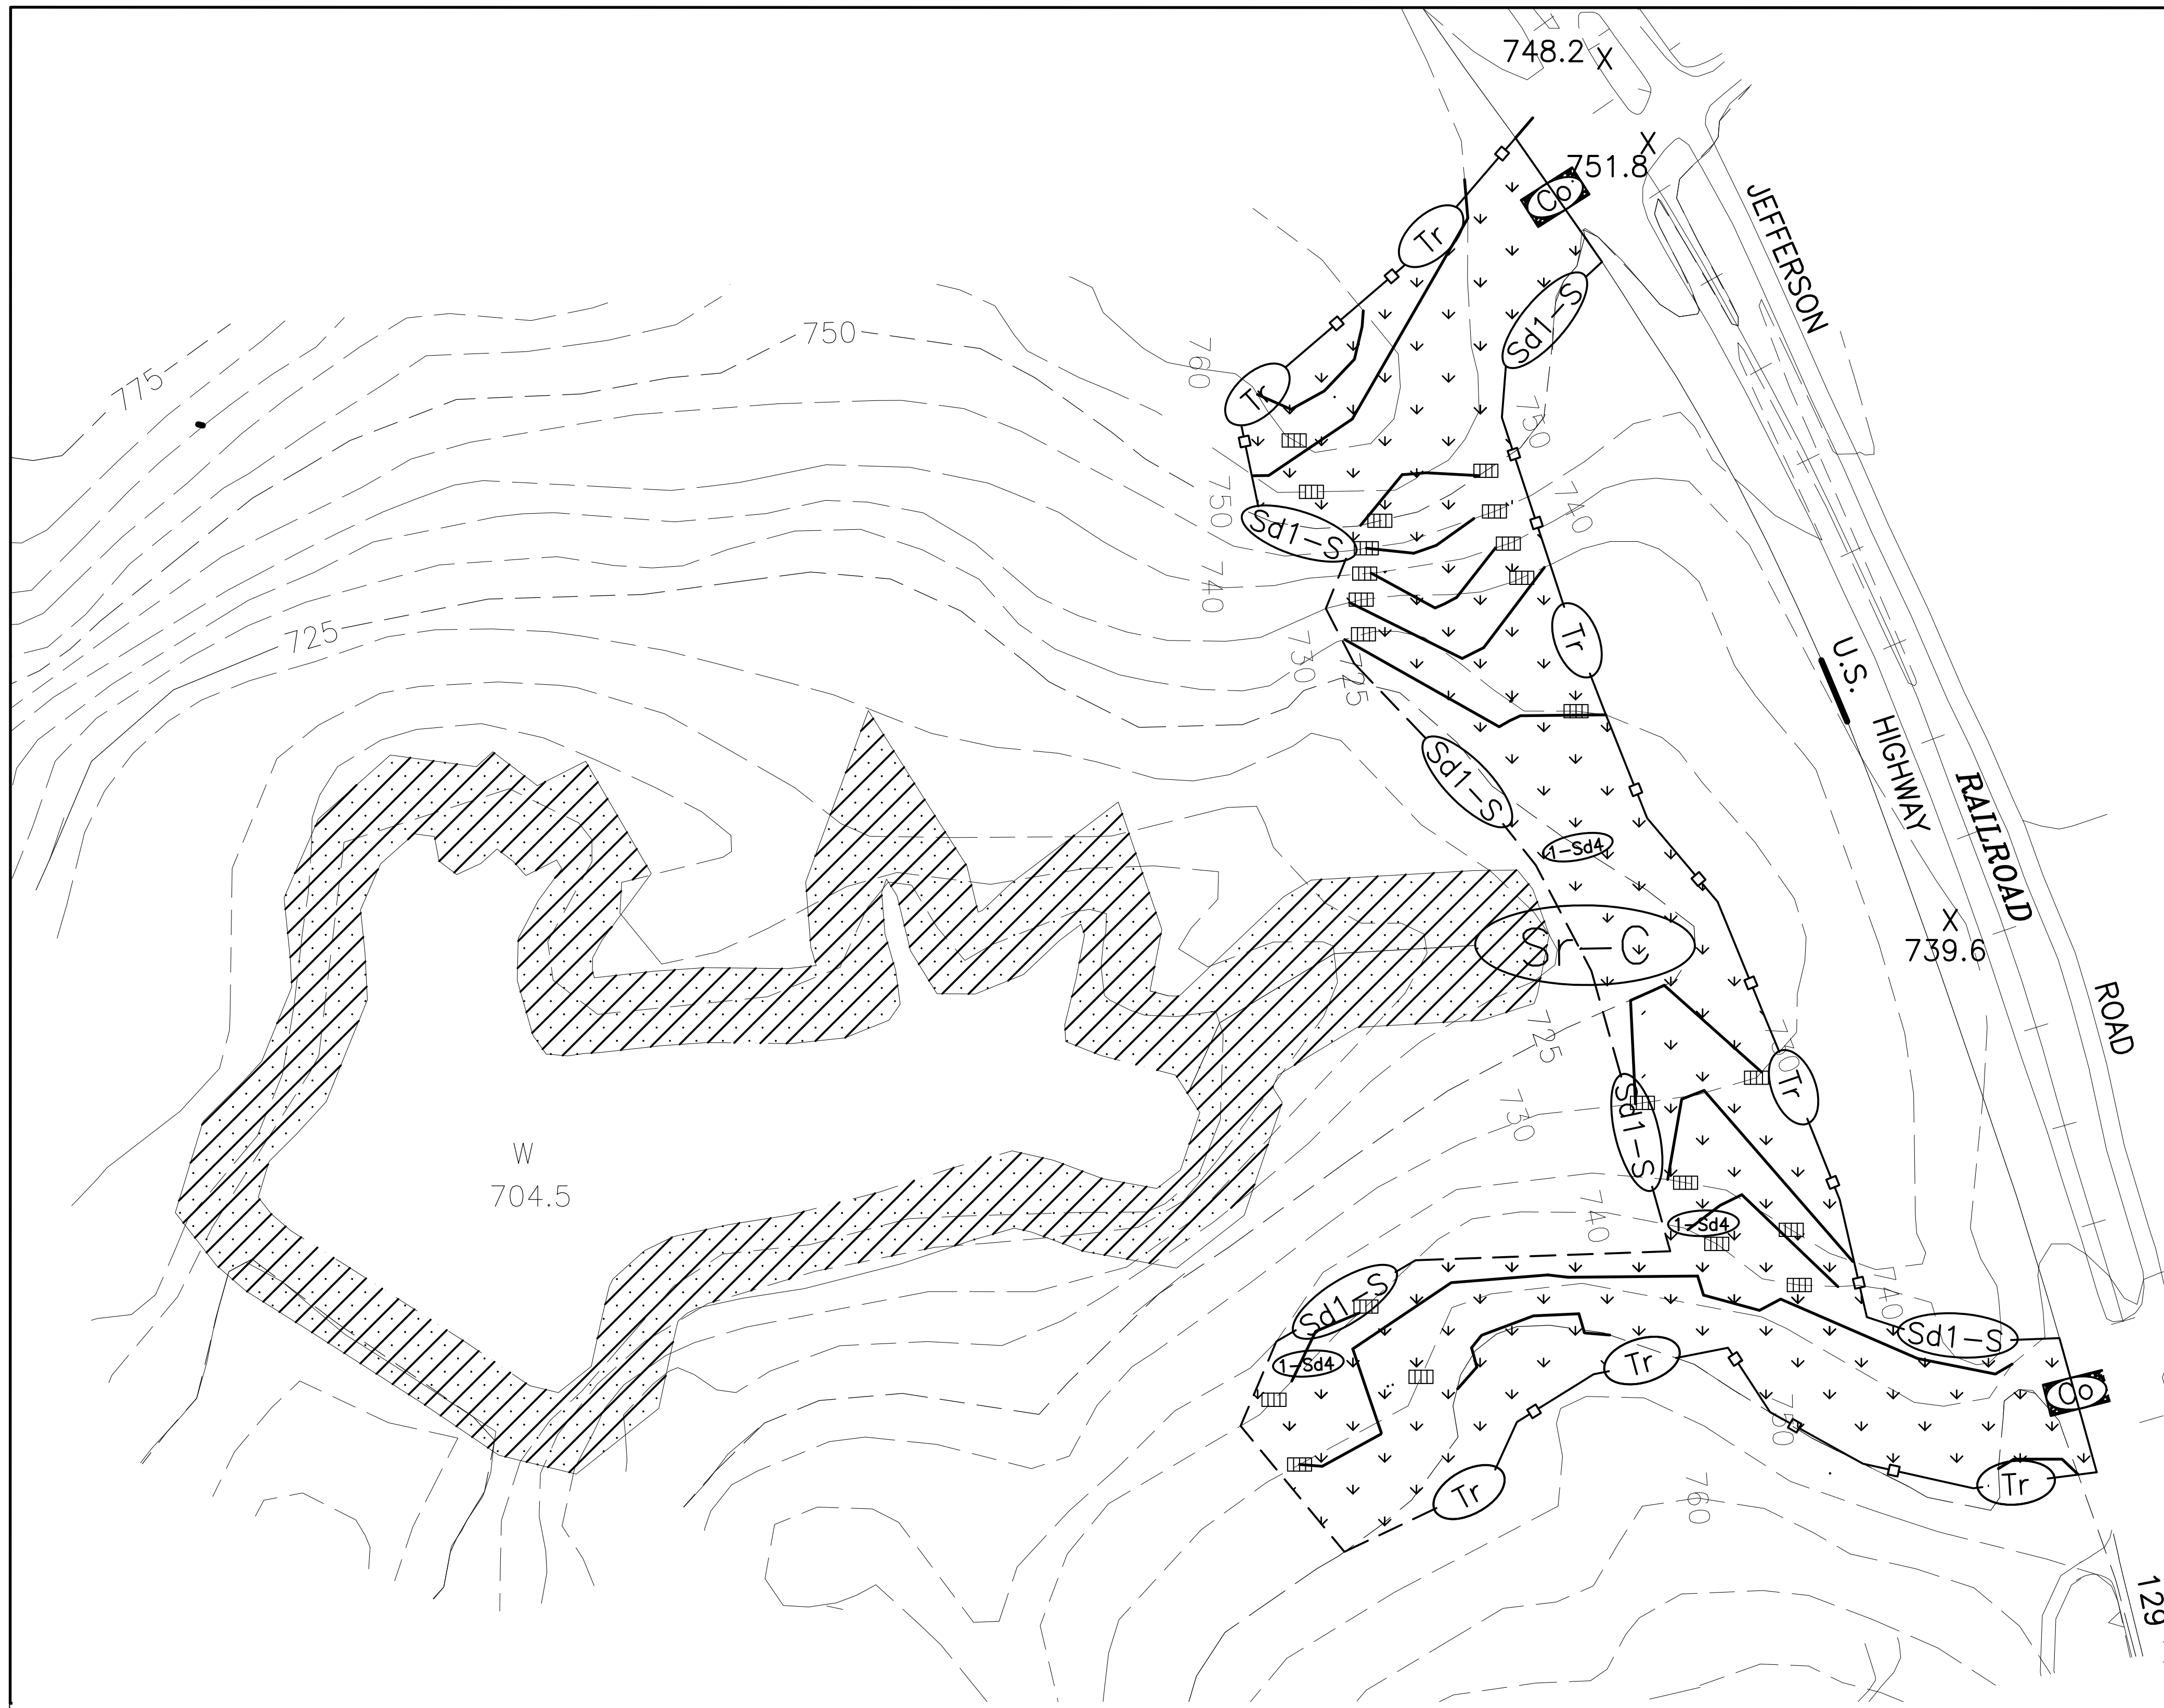 748.2 X
X
751.8
Co
JEFFERSON
Tr
Sd1-S
750
760
775
Tr
750
750
740
Sd1-S
740
725
730
725
Tr
U.S.
HIGHWAY
RAILROAD
Sd1-S
1-Sd4
Sr-C
X
739.6
ROAD
725
730
Tr
730
Sd1-S
W
704.5
740
1-Sd4
Sd1-S
740
Sd1-S
1-Sd4
Tr
Co
750
Tr
Tr
760
129